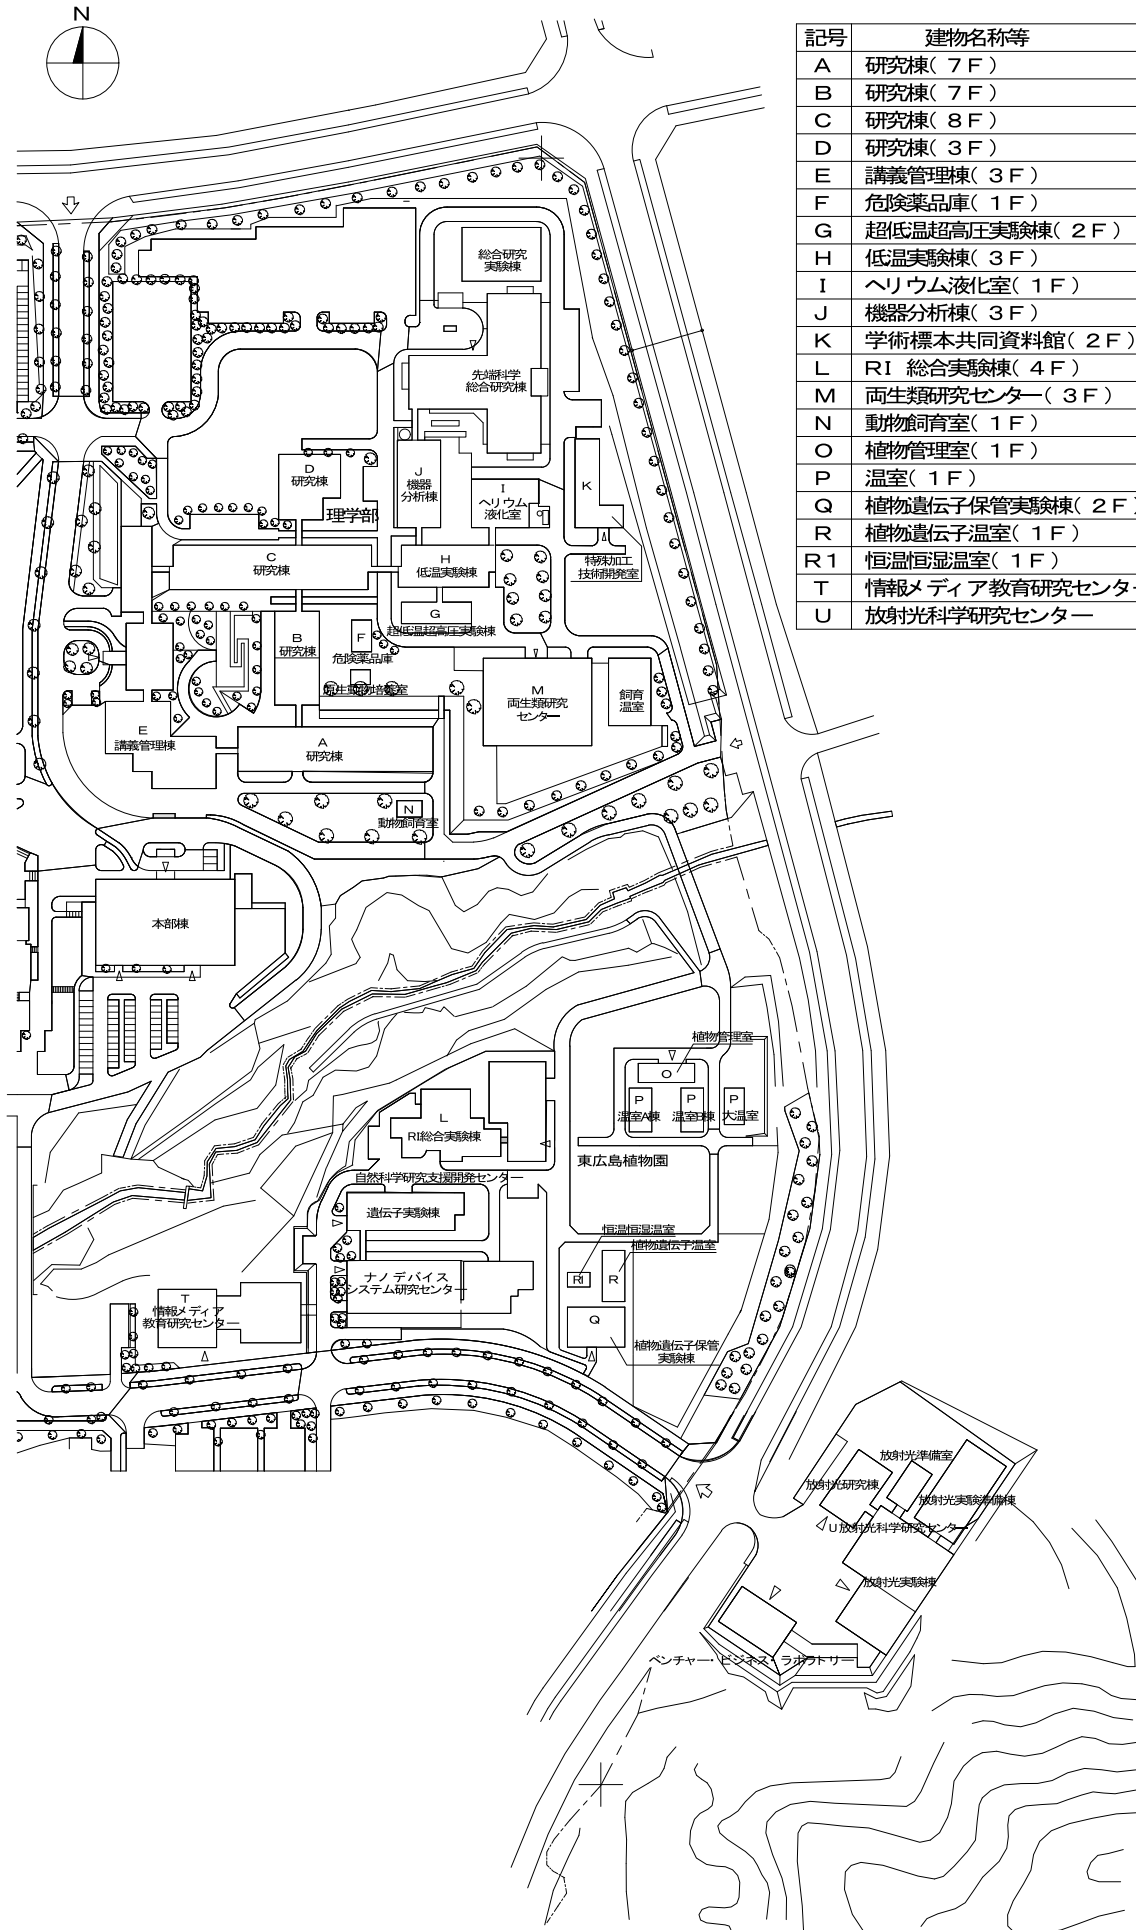 N
記号 建物名称等
A 研究棟(7F)
B 研究棟(7F)
C 研究棟(8F)
D 研究棟(3F)
E 講義管理棟(3F)
F 危険薬品庫(1F)
G 超低温超高圧実験棟(2F)
H 低温実験棟(3F)
I ヘリウム液化室(1F)
J 機器分析棟(3F)
K 学術標本共同資料館(2F)
L RI 総合実験棟(4F)
M 両生類研究センター(3F)
N 動物飼育室(1F)
O 植物管理室(1F)
P 温室(1F)
Q 植物遺伝子保管実験棟(2F)
R 植物遺伝子温室(1F)
R1 恒温恒湿温室(1F)
T 情報メディア教育研究センター
U 放射光科学研究センター
総合研究
実験棟
先端科学
総合研究棟
D
研究棟
理学部
J
機器
分析棟
I
ヘリウム
液化室
K
特殊加工
技術開発室
C
研究棟
H
低温実験棟
G
超低温超高圧実験棟
B
研究棟
F
危険薬品庫
原生動物培養室
M
両生類研究
センター
飼育
温室
E
講義管理棟
A
研究棟
N
動物飼育室
本部棟
植物管理室
O
P
温室A棟
P
温室B棟
P
大温室
東広島植物園
L
RI総合実験棟
自然科学研究支援開発センター
遺伝子実験棟
恒温恒湿温室
植物遺伝子温室
R1
R
ナノデバイス
システム研究センター
T
情報メディア
教育研究センター
Q
植物遺伝子保管
実験棟
放射光準備室
放射光研究棟
放射光実験準備棟
U放射光科学研究センター
放射光実験棟
ベンチャー・ビジネス・ラボラトリー